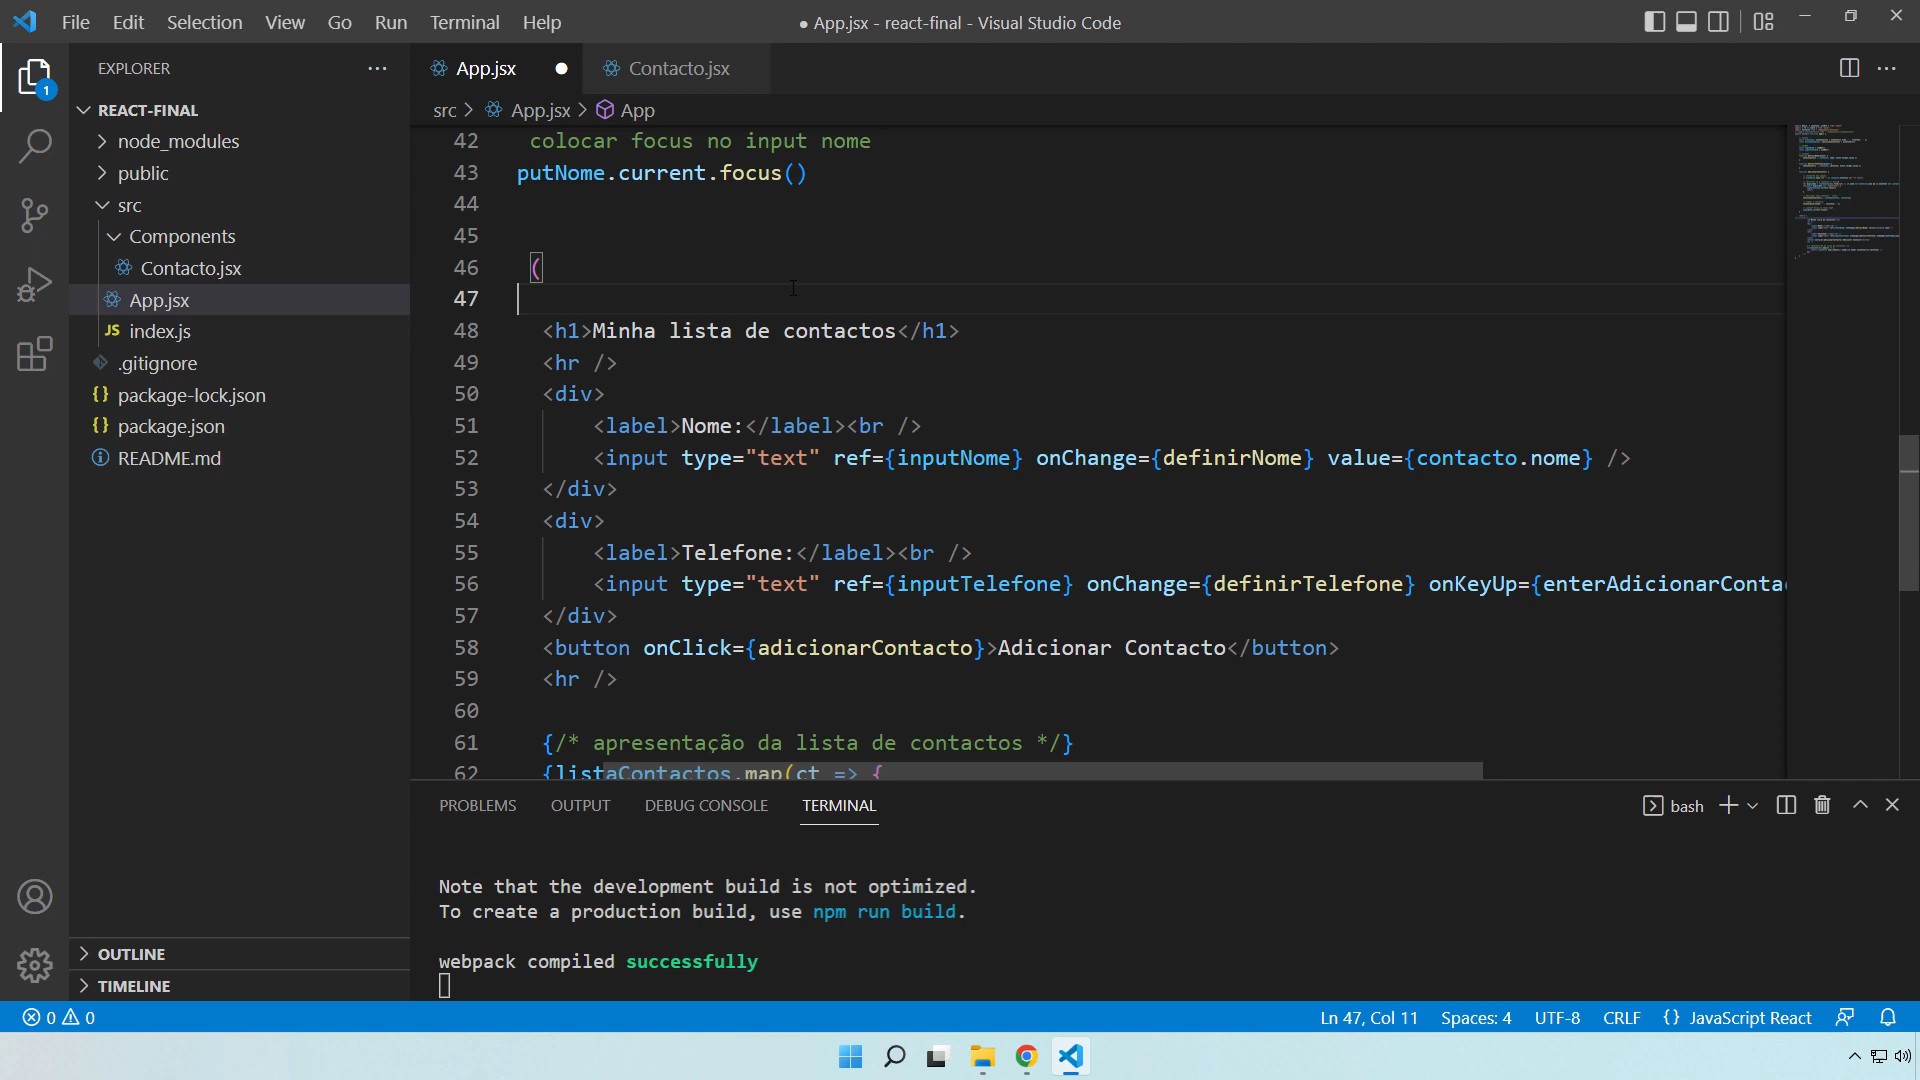 File Edit Selection View Go Run Terminal Help
● App.jsx - react-final - Visual Studio Code
EXPLORER
App.jsx
Contacto.jsx
1
REACT-FINAL
src > App.jsx > App
node_modules
public
src
Components
Contacto.jsx
App.jsx
JS index.js
.gitignore
{} package-lock.json
{} package.json
README.md
OUTLINE
TIMELINE
42 colocar focus no input nome
43 putNome.current.focus()
44
45
46 (
47
48 <h1>Minha lista de contactos</h1>
49 <hr />
50 <div>
51 <label>Nome:</label><br />
52 <input type="text" ref={inputNome} onChange={definirNome} value={contacto.nome} />
53 </div>
54 <div>
55 <label>Telefone:</label><br />
56 <input type="text" ref={inputTelefone} onChange={definirTelefone} onKeyUp={enterAdicionarConta
57 </div>
58 <button onClick={adicionarContacto}>Adicionar Contacto</button>
59 <hr />
60
61 {/* apresentação da lista de contactos */}
62 {listaContactos.map(ct => {
PROBLEMS OUTPUT DEBUG CONSOLE TERMINAL
bash
Note that the development build is not optimized.
To create a production build, use npm run build.
webpack compiled successfully
0 0
Ln 47, Col 11 Spaces: 4 UTF-8 CRLF {} JavaScript React